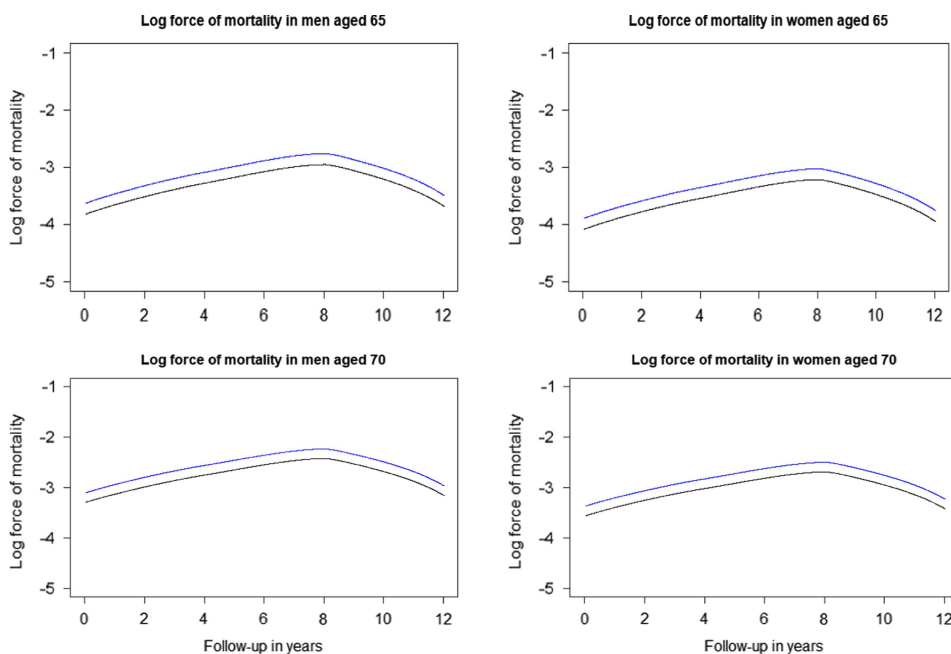 Log force of mortality in men aged 65
Log force of mortality
-1
-2
-3
-4
-5
0 2 4 6 8 10 12
Log force of mortality in women aged 65
Log force of mortality
-1
-2
-3
-4
-5
0 2 4 6 8 10 12
Log force of mortality in men aged 70
Log force of mortality
-1
-2
-3
-4
-5
0 2 4 6 8 10 12
Follow-up in years
Log force of mortality in women aged 70
Log force of mortality
-1
-2
-3
-4
-5
0 2 4 6 8 10 12
Follow-up in years